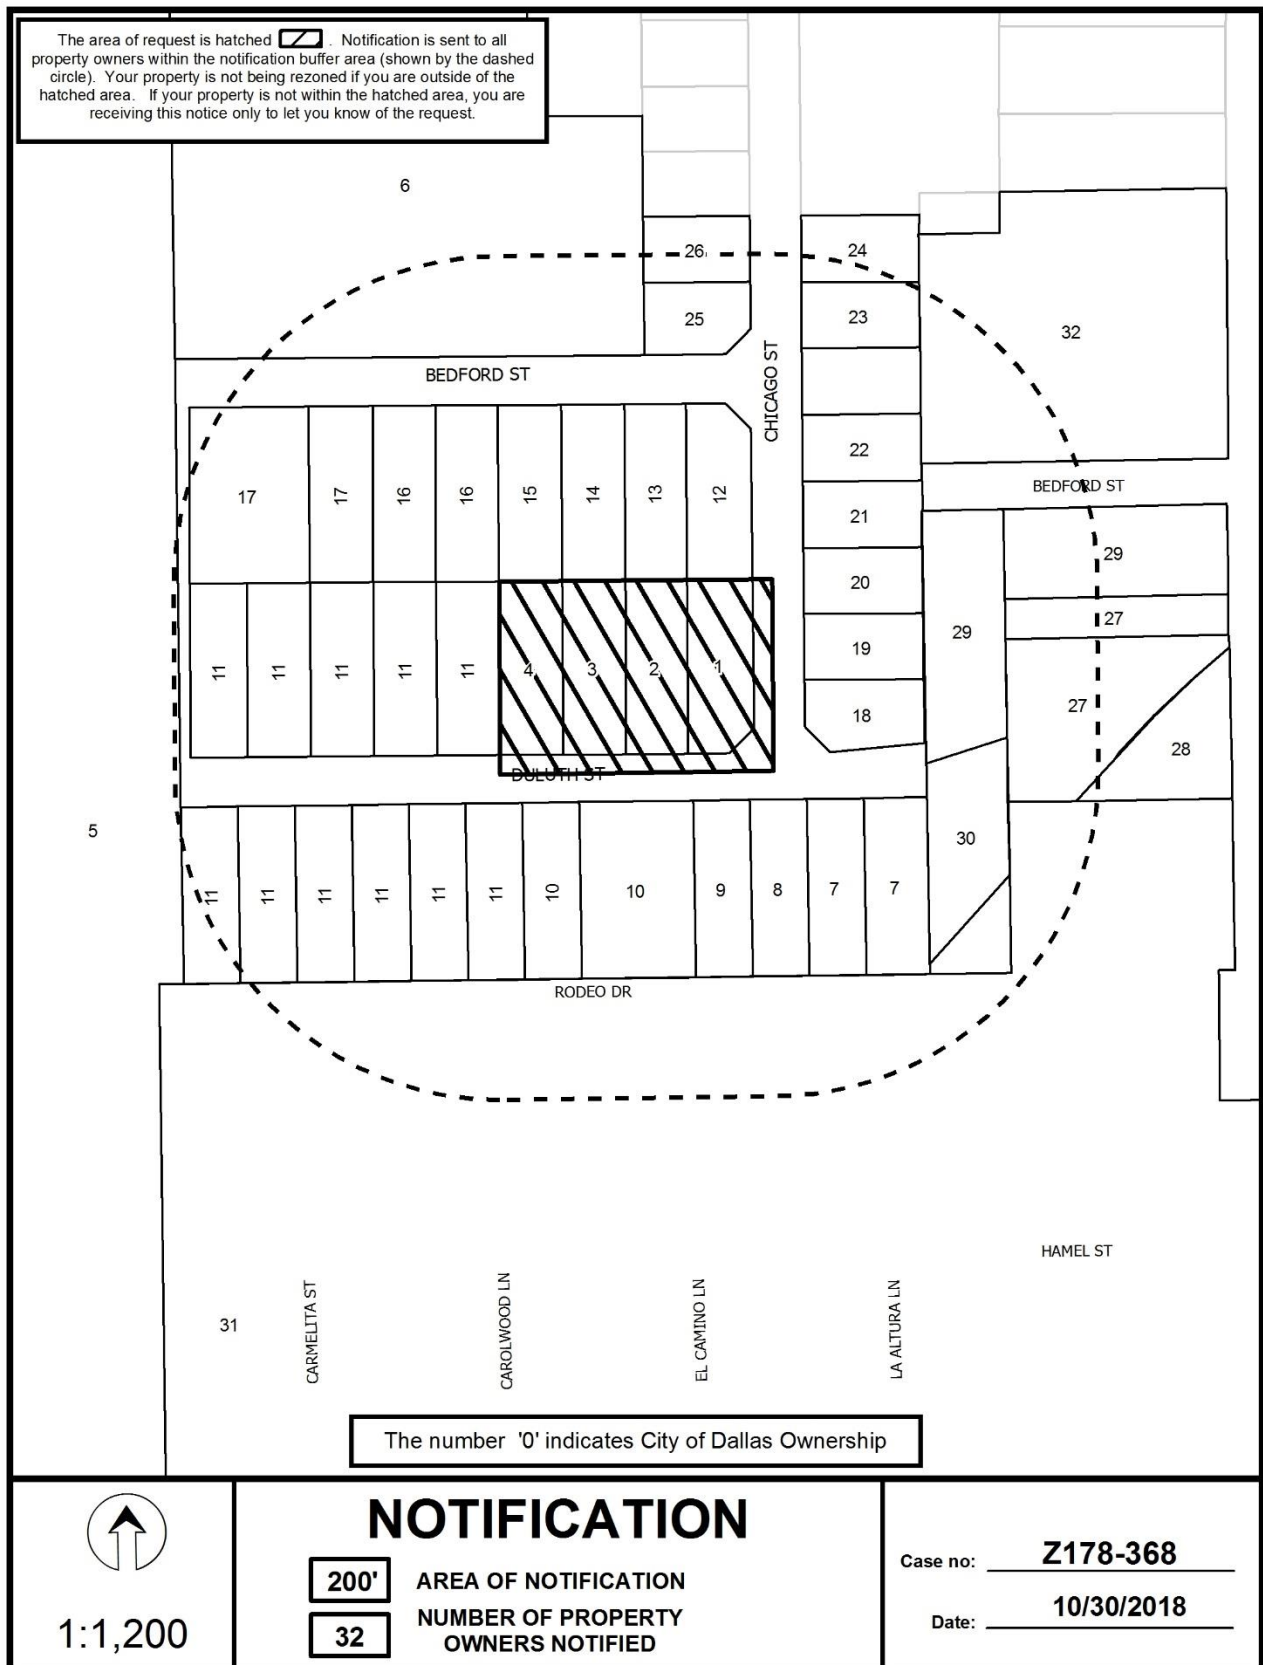 The area of request is hatched . Notification is sent to all
property owners within the notification buffer area (shown by the dashed
circle). Your property is not being rezoned if you are outside of the
hatched area. If your property is not within the hatched area, you are
receiving this notice only to let you know of the request.
6
26
24
25
23
32
BEDFORD ST
CHICAGO ST
22
17
17
16
16
15
14
13
12
BEDFORD ST
21
29
20
27
29
19
11
11
11
11
11
4
3
2
1
27
18
28
DULUTH ST
5
30
11
11
11
11
11
11
10
10
9
8
7
7
RODEO DR
HAMEL ST
31
CARMELITA ST
CAROLWOOD LN
EL CAMINO LN
LA ALTURA LN
The number '0' indicates City of Dallas Ownership
1:1,200
NOTIFICATION
200' AREA OF NOTIFICATION
32 NUMBER OF PROPERTY
OWNERS NOTIFIED
Case no: Z178-368
Date: 10/30/2018